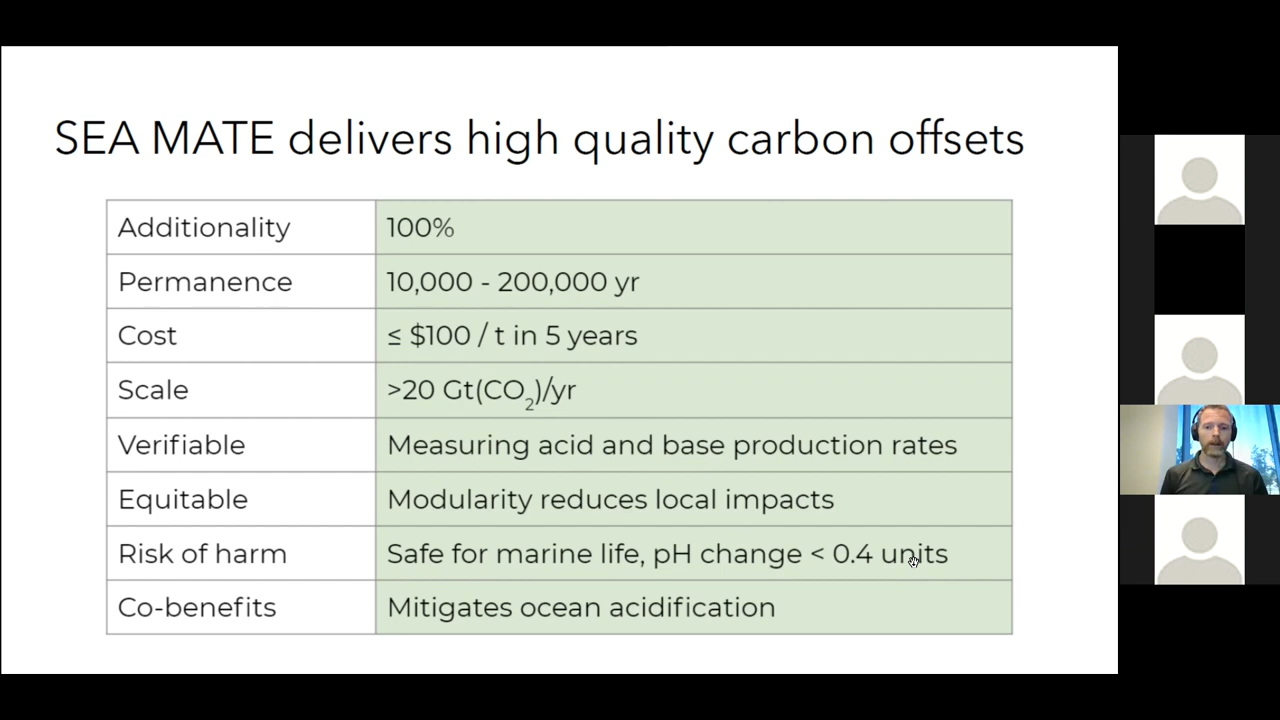 SEA MATE delivers high quality carbon offsets
Additionality 100%
Permanence 10,000 - 200,000 yr
Cost ≤ $100 / t in 5 years
Scale >20 Gt(CO₂)/yr
Verifiable Measuring acid and base production rates
Equitable Modularity reduces local impacts
Risk of harm Safe for marine life, pH change < 0.4 units
Co-benefits Mitigates ocean acidification